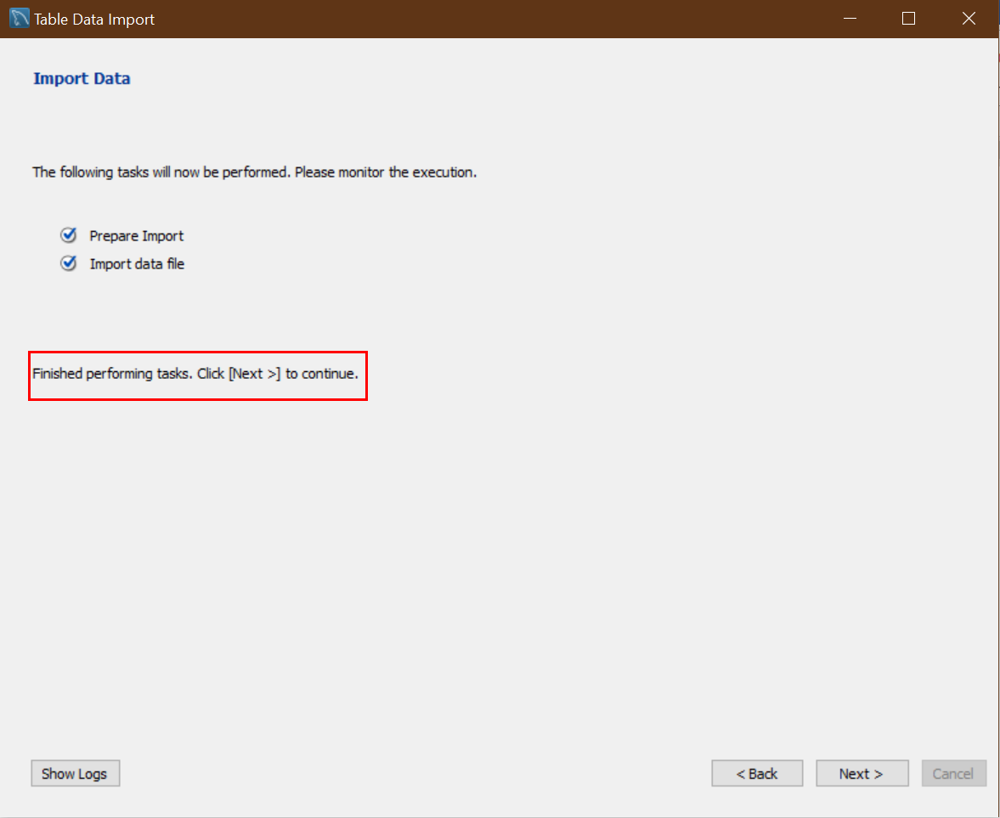 Table Data Import
Import Data
The following tasks will now be performed. Please monitor the execution.
Prepare Import
Import data file
Finished performing tasks. Click [Next >] to continue.
Show Logs
< Back
Next >
Cancel